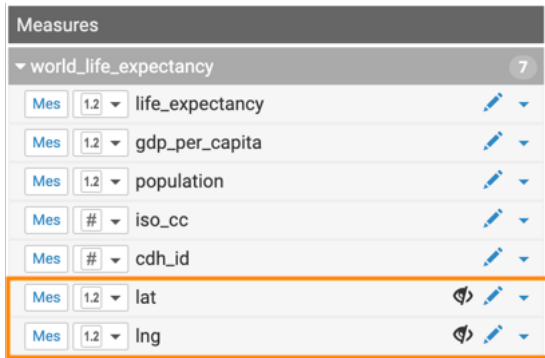 Measures
world_life_expectancy 7
Mes 1.2 life_expectancy
Mes 1.2 gdp_per_capita
Mes 1.2 population
Mes # iso_cc
Mes # cdh_id
Mes 1.2 lat
Mes 1.2 lng